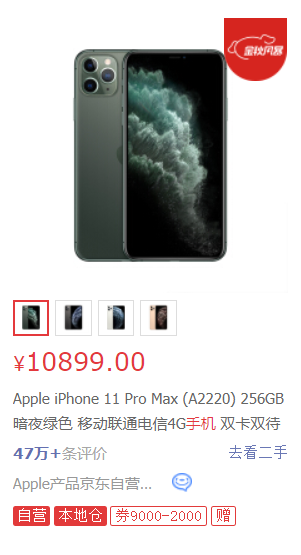 金秋风暴
¥10899.00
Apple iPhone 11 Pro Max (A2220) 256GB
暗夜绿色 移动联通电信4G手机 双卡双待
47万+条评价
去看二手
Apple产品京东自营...
自营 本地仓 券9000-2000 赠